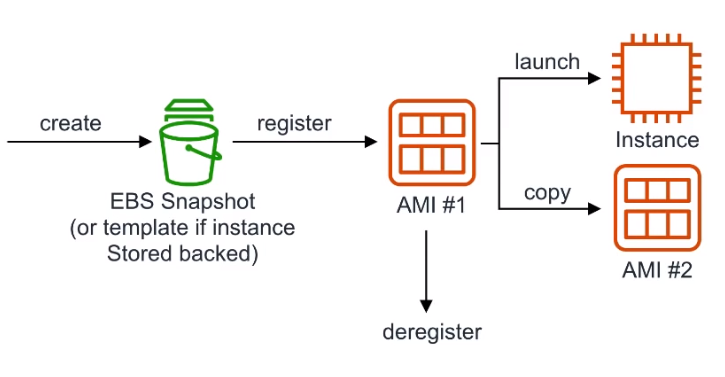 create
EBS Snapshot
(or template if instance
Stored backed)
register
AMI #1
launch
Instance
copy
AMI #2
deregister